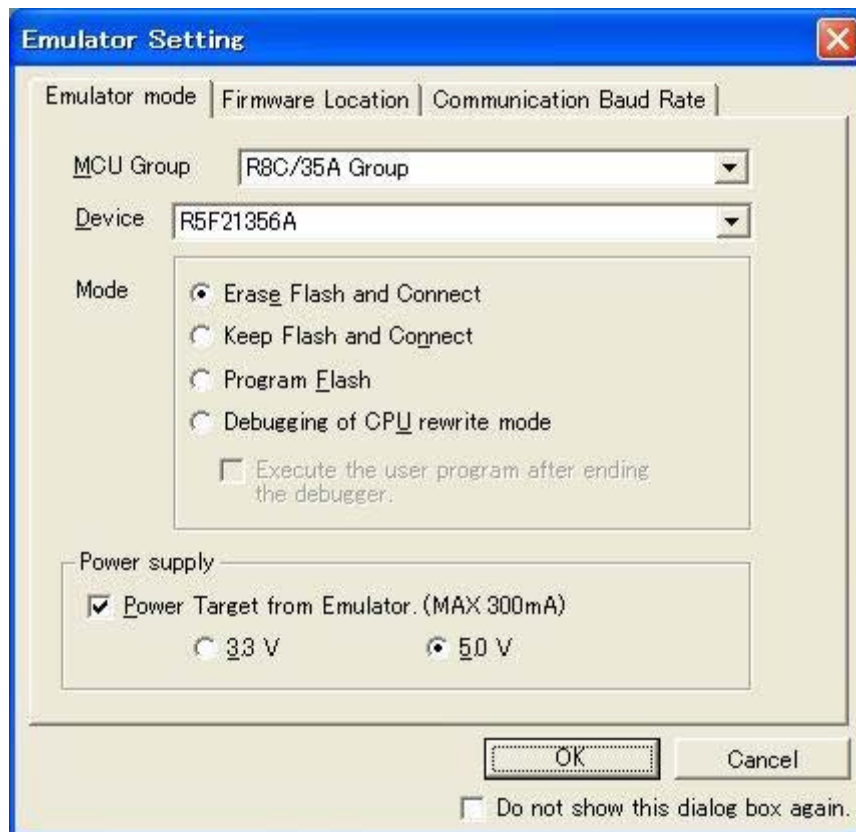 Emulator Setting
Emulator mode
Firmware Location
Communication Baud Rate
MCU Group
R8C/35A Group
Device
R5F21356A
Mode
Erase Flash and Connect
Keep Flash and Connect
Program Flash
Debugging of CPU rewrite mode
Execute the user program after ending
the debugger.
Power supply
Power Target from Emulator. (MAX 300mA)
3.3 V
5.0 V
OK
Cancel
Do not show this dialog box again.